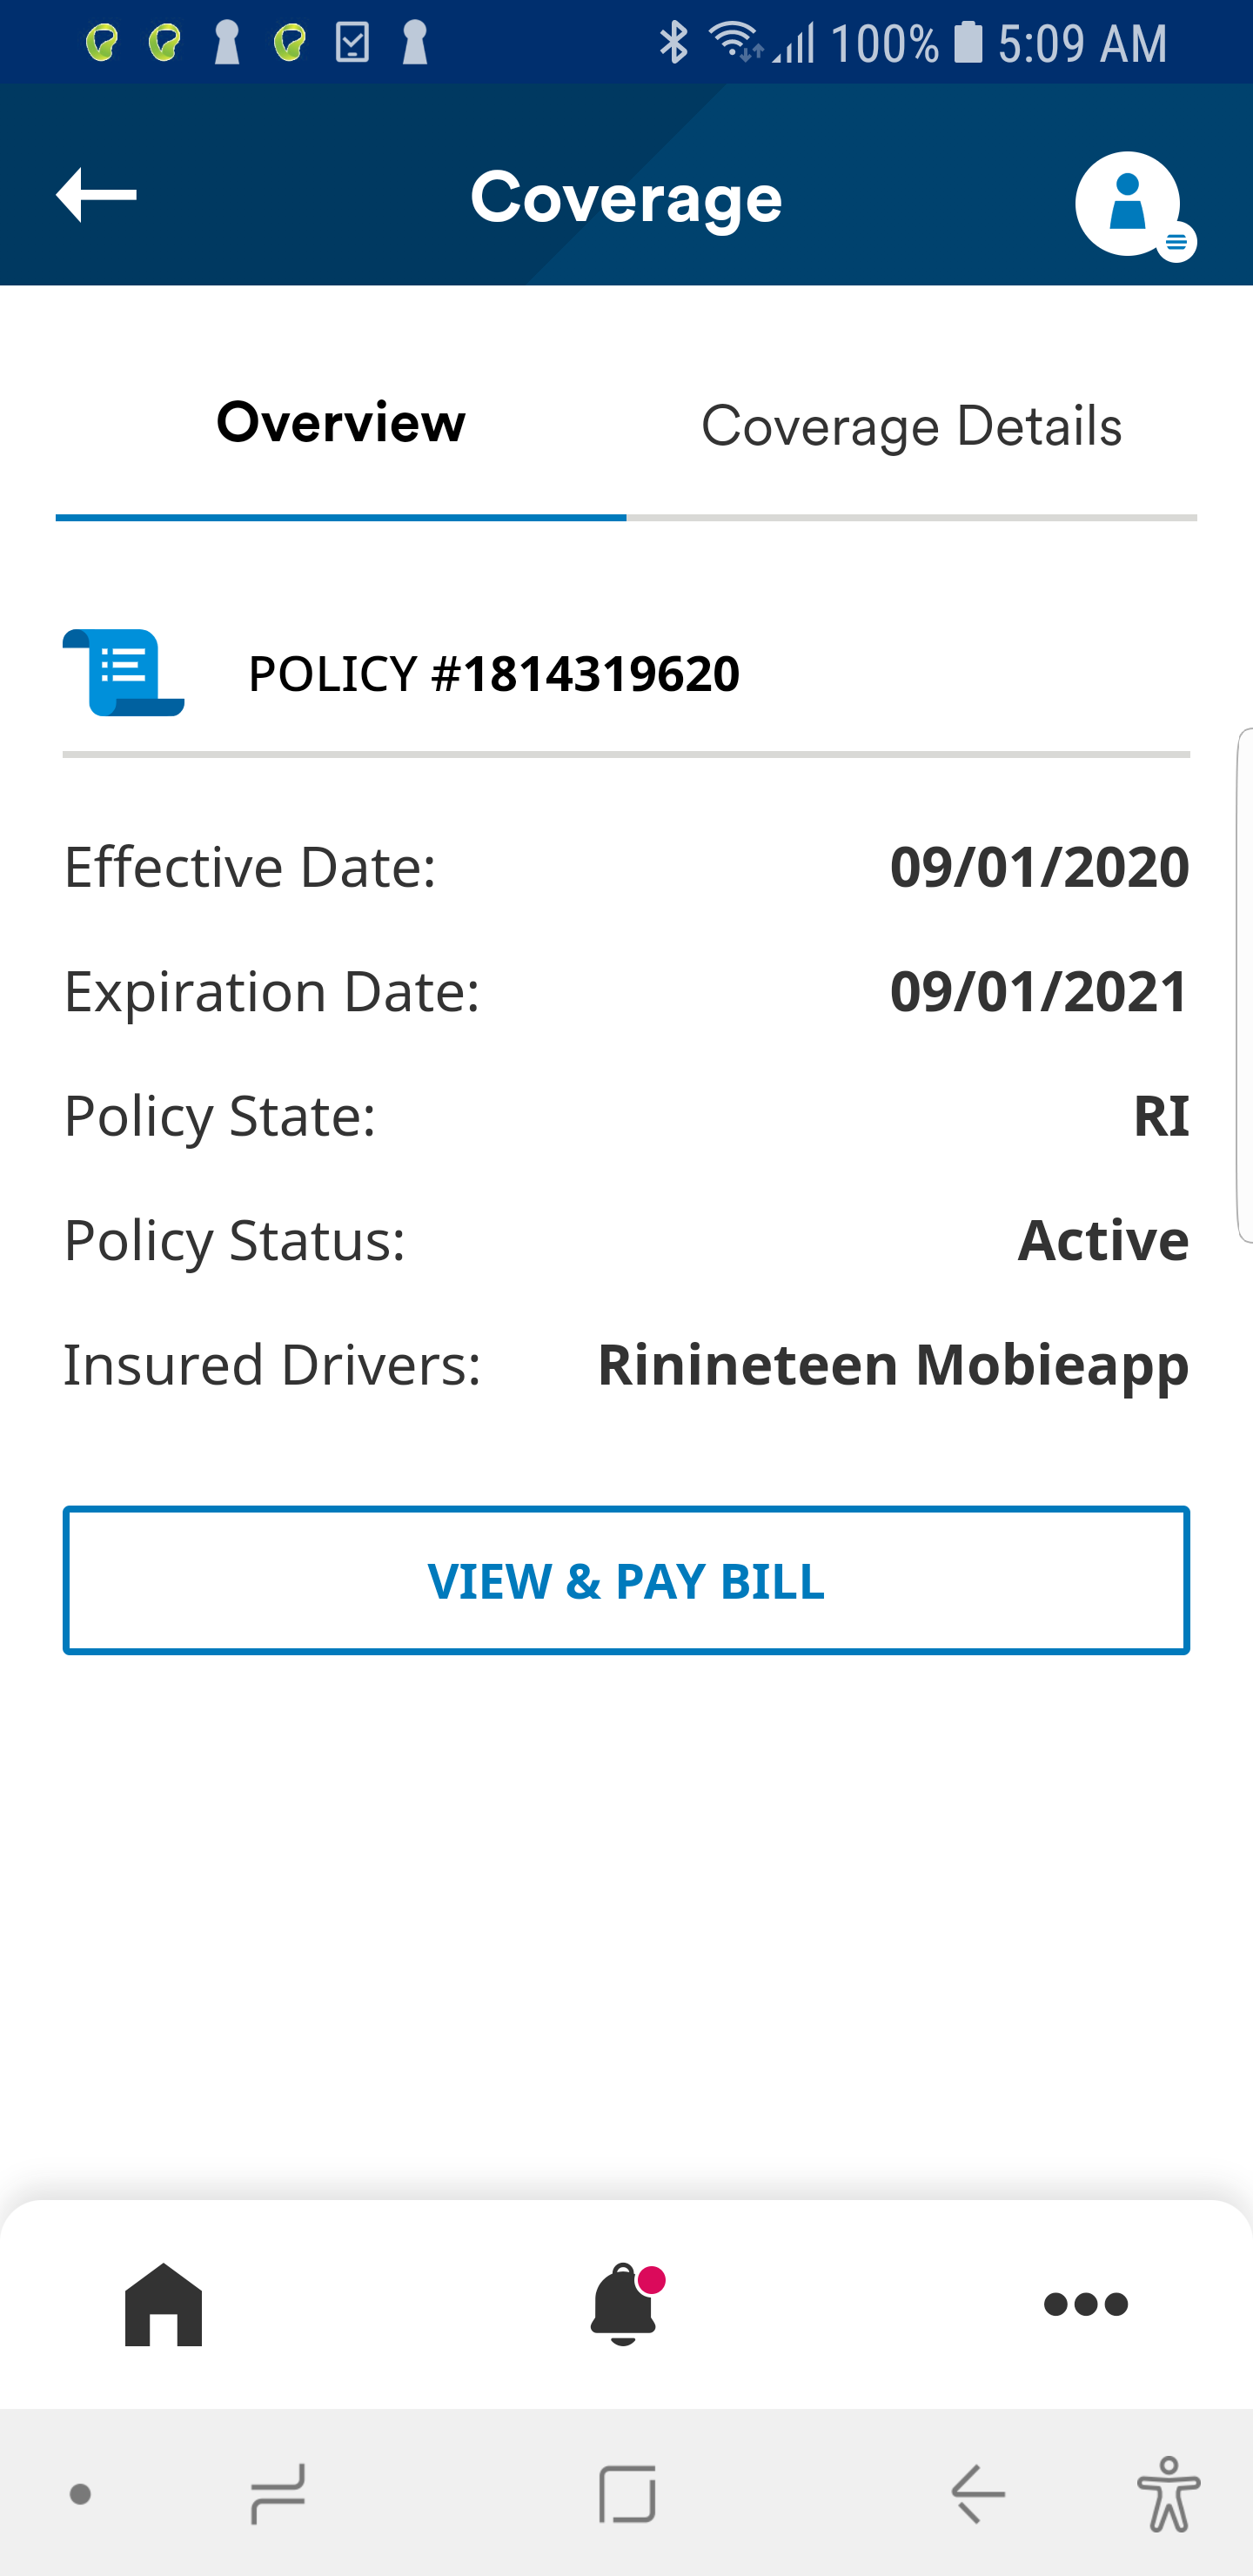 100% 5:09 AM
Coverage
Overview Coverage Details
POLICY #1814319620
Effective Date: 09/01/2020
Expiration Date: 09/01/2021
Policy State: RI
Policy Status: Active
Insured Drivers: Rinineteen Mobieapp
VIEW & PAY BILL